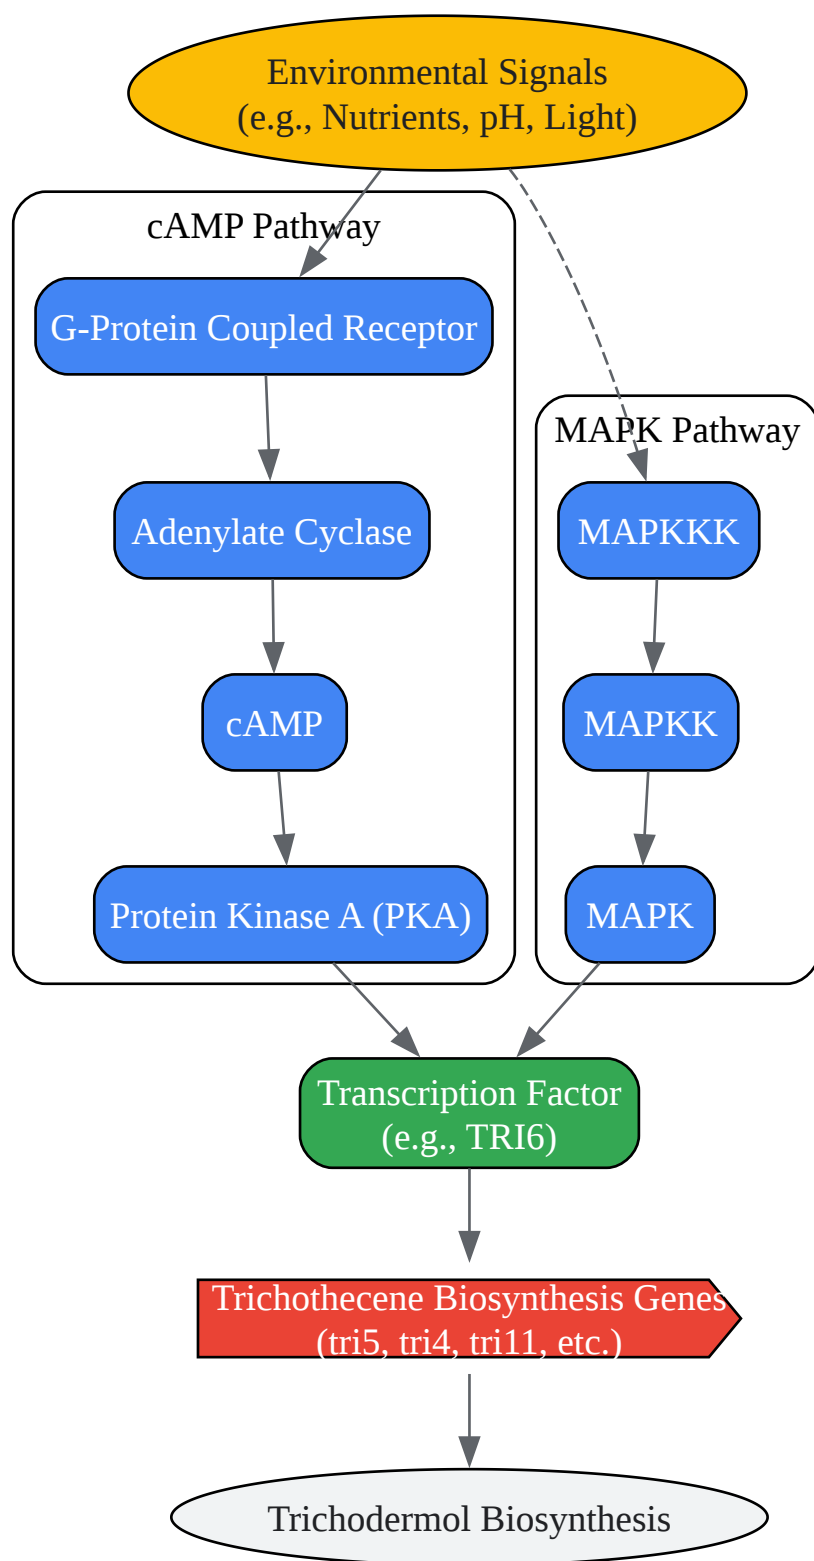 Environmental Signals
(e.g., Nutrients, pH, Light)
cAMP Pathway
G-Protein Coupled Receptor
Adenylate Cyclase
cAMP
Protein Kinase A (PKA)
MAPK Pathway
MAPKKK
MAPKK
MAPK
Transcription Factor
(e.g., TRI6)
Trichothecene Biosynthesis Genes
(tri5, tri4, tri11, etc.)
Trichodermol Biosynthesis